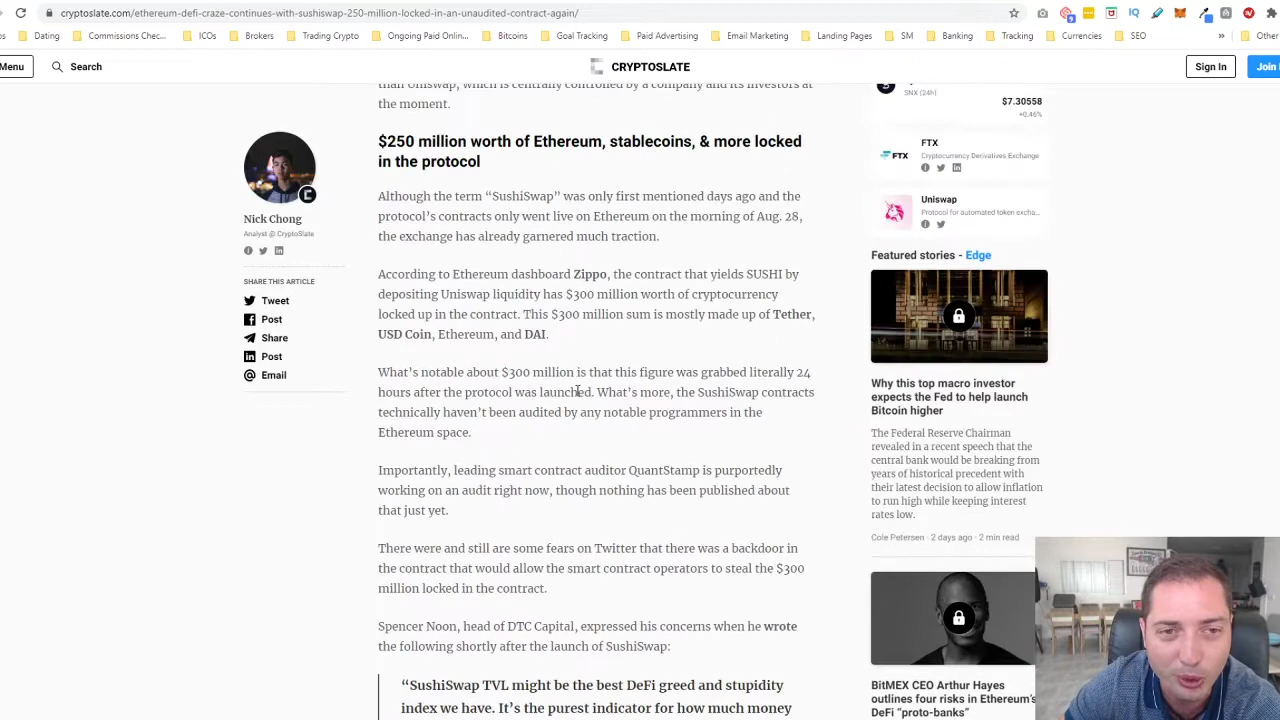 cryptoslate.com/ethereum-defi-craze-continues-with-sushiswap-250-million-locked-in-an-unaudited-contract-again/
Dating
Commissions Chec...
ICOs
Brokers
Trading Crypto
Ongoing Paid Onlin...
Bitcoins
Goal Tracking
Paid Advertising
Email Marketing
Landing Pages
SM
Banking
Tracking
Currencies
SEO
»
Other
Menu
Search
CRYPTOSLATE
Sign In
Join
than Uniswap, which is centrally controlled by a company and its investors at
the moment.
$250 million worth of Ethereum, stablecoins, & more locked
in the protocol
Although the term “SushiSwap” was only first mentioned days ago and the
protocol’s contracts only went live on Ethereum on the morning of Aug. 28,
the exchange has already garnered much traction.
According to Ethereum dashboard Zippo, the contract that yields SUSHI by
depositing Uniswap liquidity has $300 million worth of cryptocurrency
locked up in the contract. This $300 million sum is mostly made up of Tether,
USD Coin, Ethereum, and DAI.
What’s notable about $300 million is that this figure was grabbed literally 24
hours after the protocol was launched. What’s more, the SushiSwap contracts
technically haven’t been audited by any notable programmers in the
Ethereum space.
Importantly, leading smart contract auditor QuantStamp is purportedly
working on an audit right now, though nothing has been published about
that just yet.
There were and still are some fears on Twitter that there was a backdoor in
the contract that would allow the smart contract operators to steal the $300
million locked in the contract.
Spencer Noon, head of DTC Capital, expressed his concerns when he wrote
the following shortly after the launch of SushiSwap:
“SushiSwap TVL might be the best DeFi greed and stupidity
index we have. It’s the purest indicator for how much money
Nick Chong
Analyst @ CryptoSlate
SHARE THIS ARTICLE
Tweet
Post
Share
Post
Email
SNX (24h)
$7.30558
+0.46%
FTX
FTX
Cryptocurrency Derivatives Exchange
Uniswap
Protocol for automated token excha...
Featured stories - Edge
Why this top macro investor
expects the Fed to help launch
Bitcoin higher
The Federal Reserve Chairman
revealed in a recent speech that the
central bank would be breaking from
years of historical precedent with
their latest decision to allow inflation
to run high while keeping interest
rates low.
Cole Petersen · 2 days ago · 2 min read
BitMEX CEO Arthur Hayes
outlines four risks in Ethereum’s
DeFi “proto-banks”